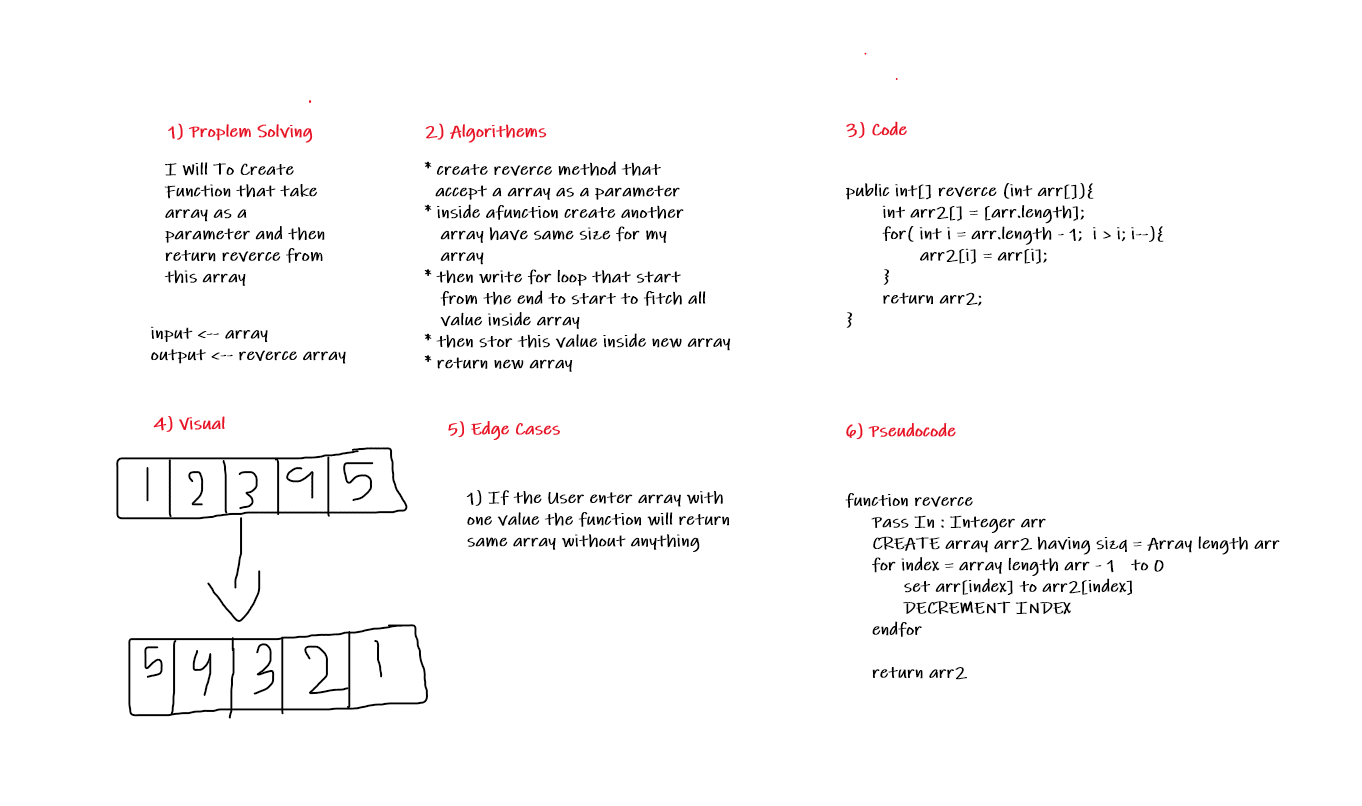 1) Proplem Solving
I Will To Create
Function that take
array as a
parameter and then
return reverce from
this array
input <-- array
output <-- reverce array
2) Algorithems
* create reverce method that
accept a array as a parameter
* inside afunction create another
array have same size for my
array
* then write for loop that start
from the end to start to fitch all
value inside array
* then stor this value inside new array
* return new array
3) Code
public int[] reverce (int arr[]){
int arr2[] = [arr.length];
for( int i = arr.length - 1; i > i; i--){
arr2[i] = arr[i];
}
return arr2;
}
4) Visual
1 2 3 4 5
5 4 3 2 1
5) Edge Cases
1) If the User enter array with
one value the function will return
same array without anything
6) Pseudocode
function reverce
Pass In : Integer arr
CREATE array arr2 having sizq = Array length arr
for index = array length arr - 1 to 0
set arr[index] to arr2[index]
DECREMENT INDEX
endfor
return arr2